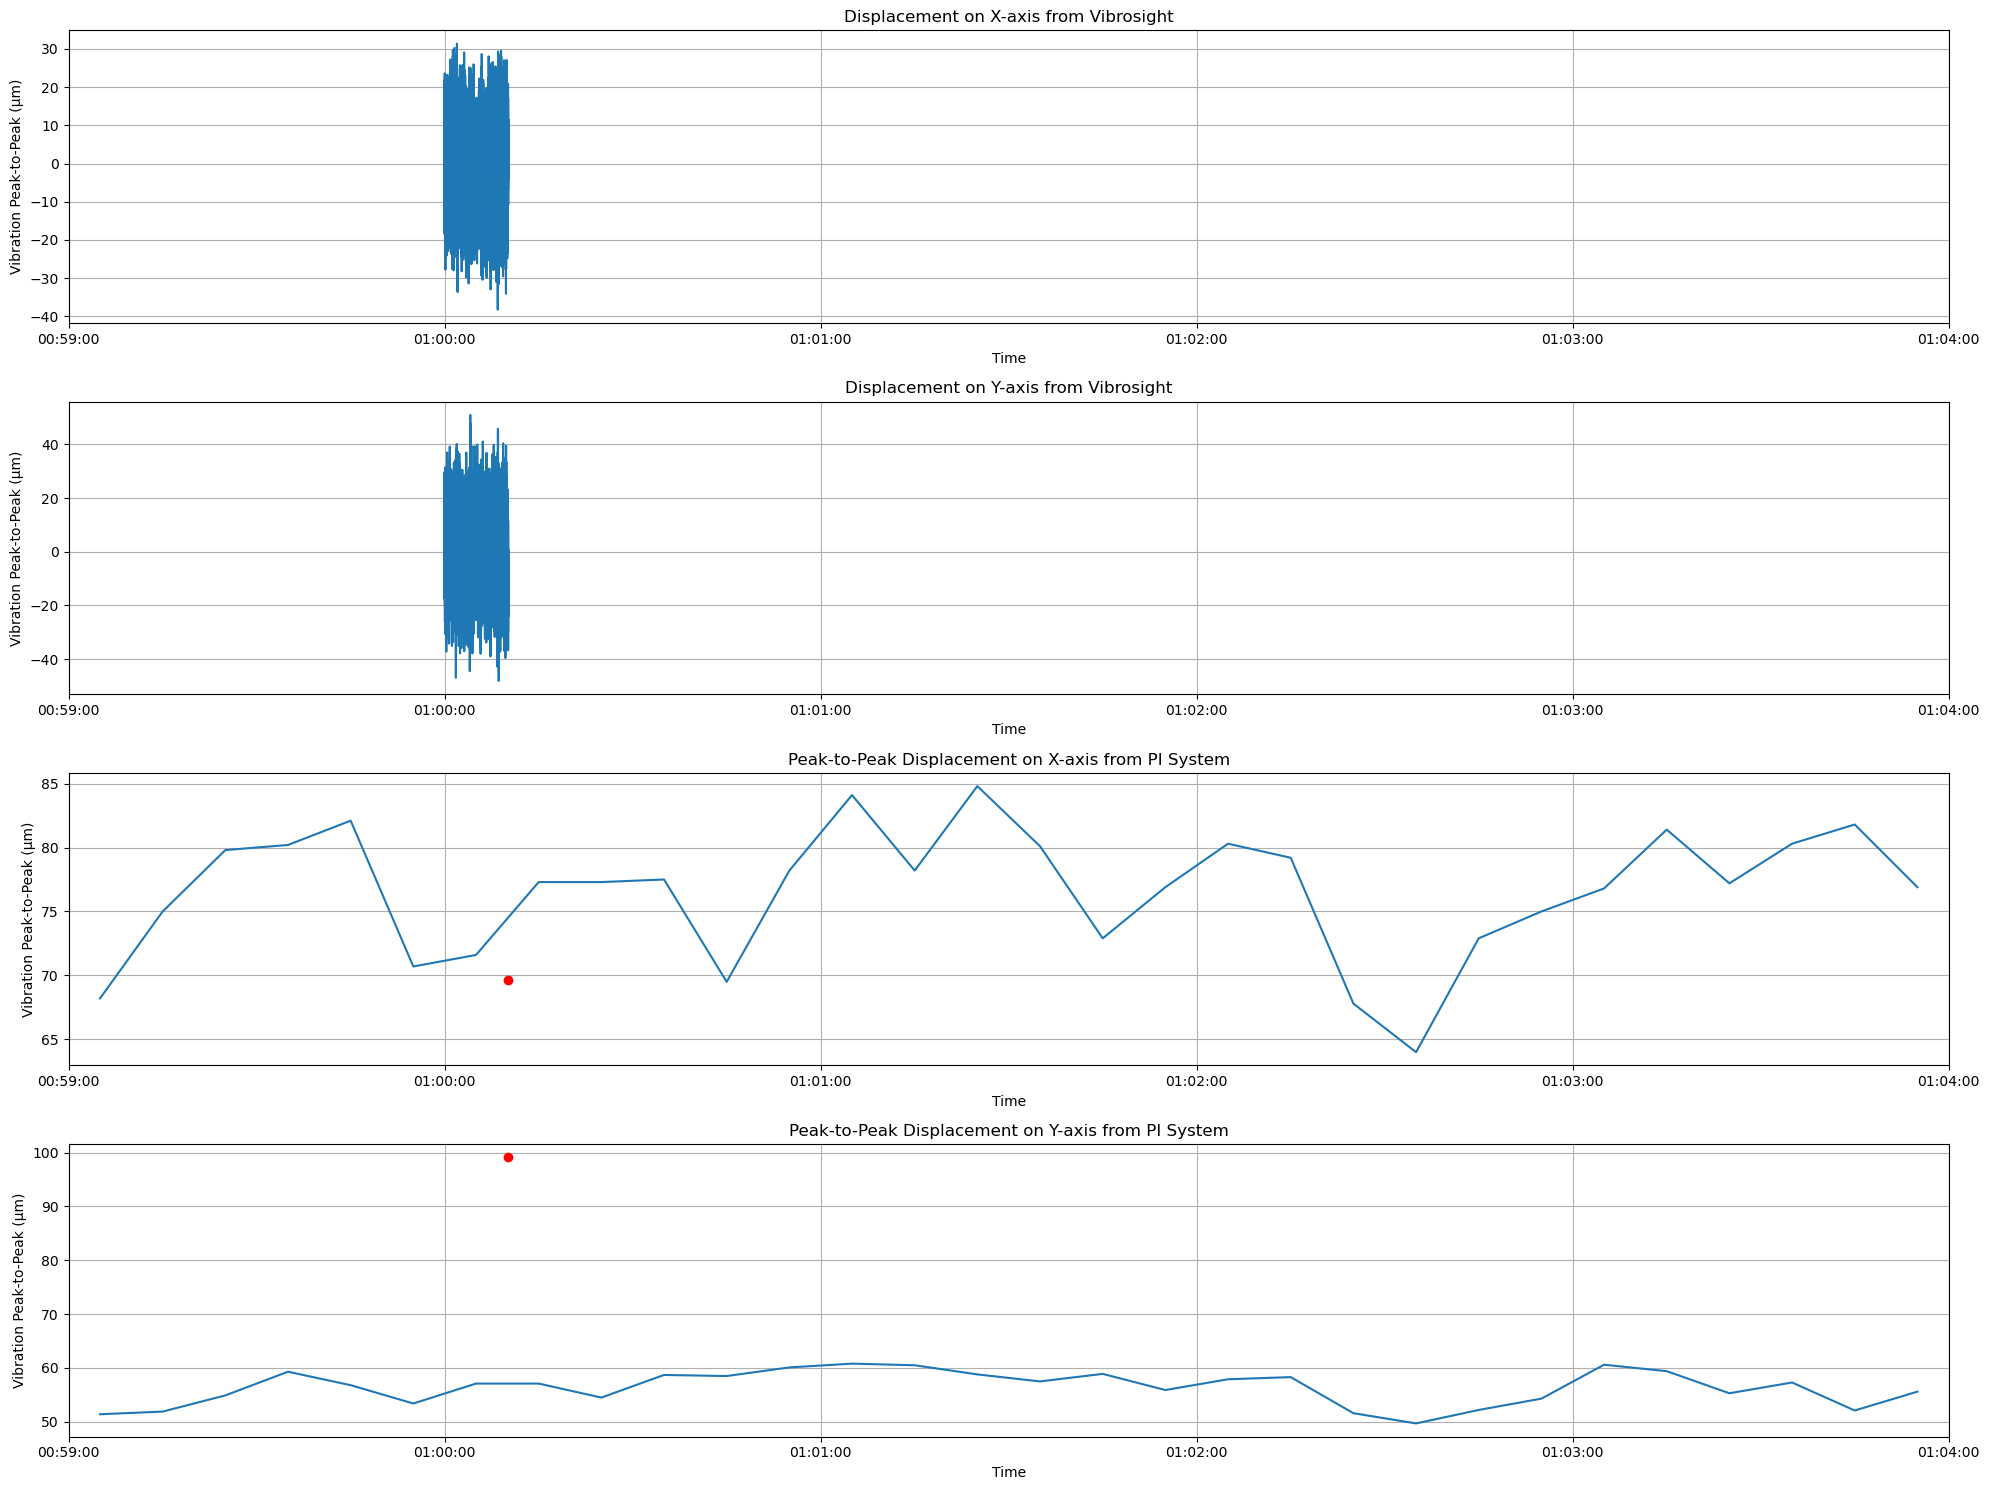 Displacement on X-axis from Vibrosight
Vibration Peak-to-Peak (µm)
30
20
10
0
−10
−20
−30
−40
00:59:00 01:00:00 01:01:00 01:02:00 01:03:00 01:04:00
Time
Displacement on Y-axis from Vibrosight
Vibration Peak-to-Peak (µm)
40
20
0
−20
−40
00:59:00 01:00:00 01:01:00 01:02:00 01:03:00 01:04:00
Time
Peak-to-Peak Displacement on X-axis from PI System
Vibration Peak-to-Peak (µm)
85
80
75
70
65
00:59:00 01:00:00 01:01:00 01:02:00 01:03:00 01:04:00
Time
Peak-to-Peak Displacement on Y-axis from PI System
Vibration Peak-to-Peak (µm)
100
90
80
70
60
50
00:59:00 01:00:00 01:01:00 01:02:00 01:03:00 01:04:00
Time